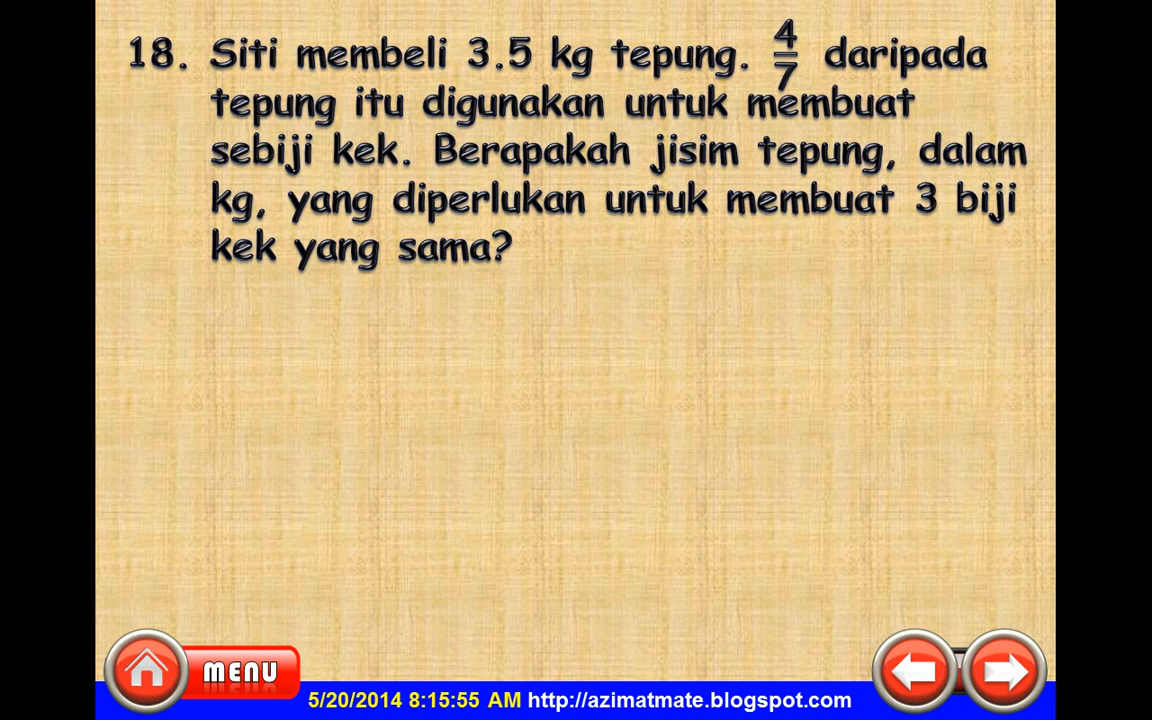 18. Siti membeli 3.5 kg tepung. 4/7 daripada
tepung itu digunakan untuk membuat
sebiji kek. Berapakah jisim tepung, dalam
kg, yang diperlukan untuk membuat 3 biji
kek yang sama?
MENU
5/20/2014 8:15:55 AM http://azimatmate.blogspot.com